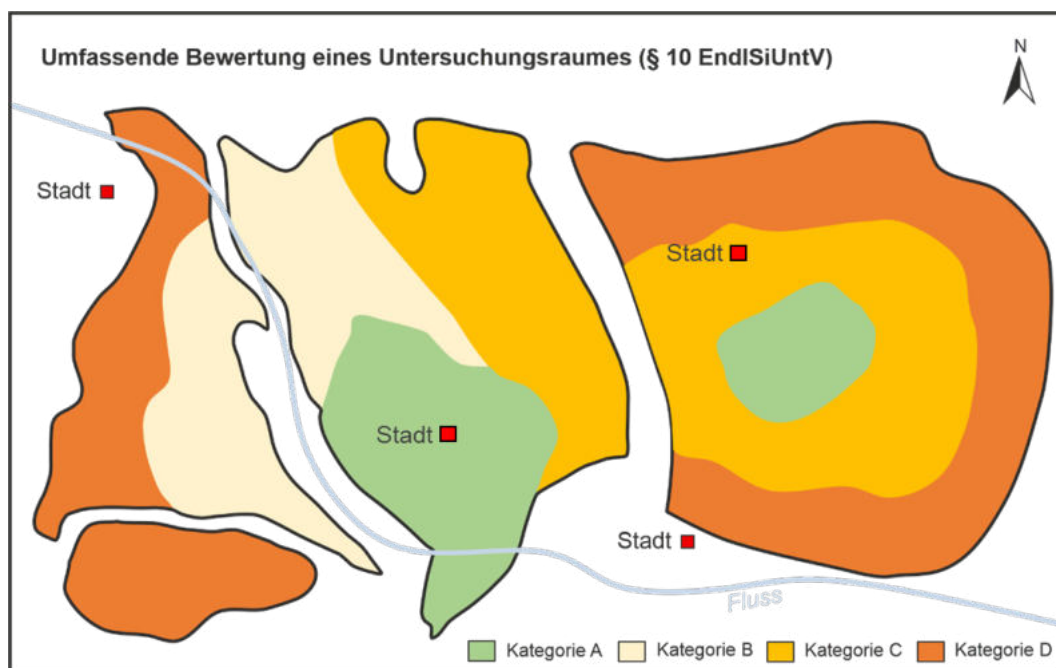 Umfassende Bewertung eines Untersuchungsraumes (§ 10 EndlSiUntV)
N
Stadt
Stadt
Stadt
Stadt
Fluss
Kategorie A
Kategorie B
Kategorie C
Kategorie D